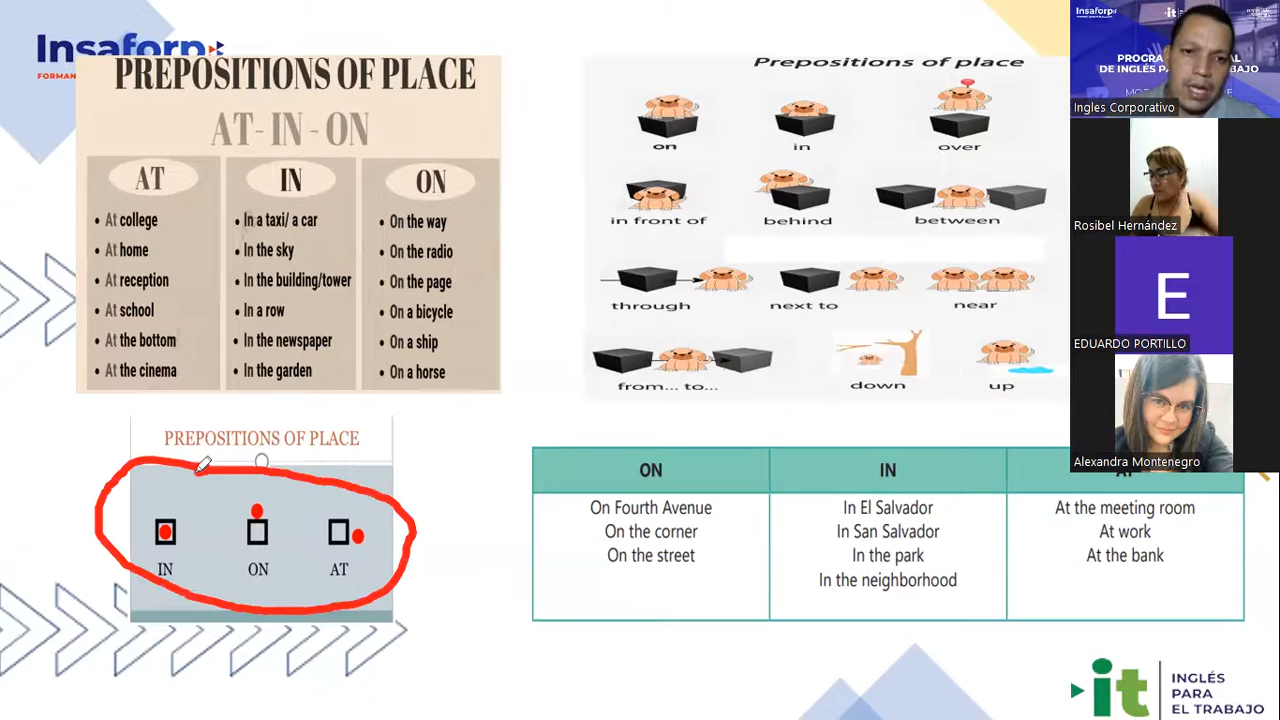 Insaforp
FORMAN
PREPOSITIONS OF PLACE
AT- IN - ON
AT
IN
ON
• At college
• At home
• At reception
• At school
• At the bottom
• At the cinema
• In a taxi/ a car
• In the sky
• In the building/tower
• In a row
• In the newspaper
• In the garden
• On the way
• On the radio
• On the page
• On a bicycle
• On a ship
• On a horse
Prepositions of place
on
in
over
in front of
behind
between
through
next to
near
from... to...
down
up
PREPOSITIONS OF PLACE
IN
ON
AT
ON
IN
On Fourth Avenue
On the corner
On the street
In El Salvador
In San Salvador
In the park
In the neighborhood
At the meeting room
At work
At the bank
Insaforp
it
PROGRA
AL
DE INGLÉS PA
BAJO
Ingles Corporativo
Rosibel Hernández
E
EDUARDO PORTILLO
Alexandra Montenegro
it
INGLÉS
PARA
EL TRABAJO